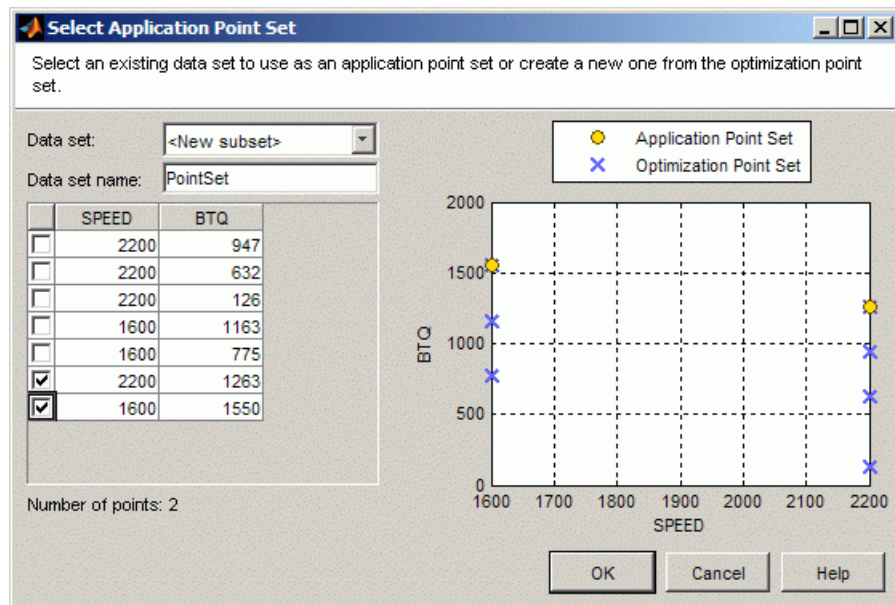 Select Application Point Set
Select an existing data set to use as an application point set or create a new one from the optimization point
set.
Data set: <New subset>
Data set name: PointSet
SPEED BTQ
2200 947
2200 632
2200 126
1600 1163
1600 775
2200 1263
1600 1550
Number of points: 2
Application Point Set
Optimization Point Set
2000
1500
1000
500
0
BTQ
1600 1700 1800 1900 2000 2100 2200
SPEED
OK Cancel Help